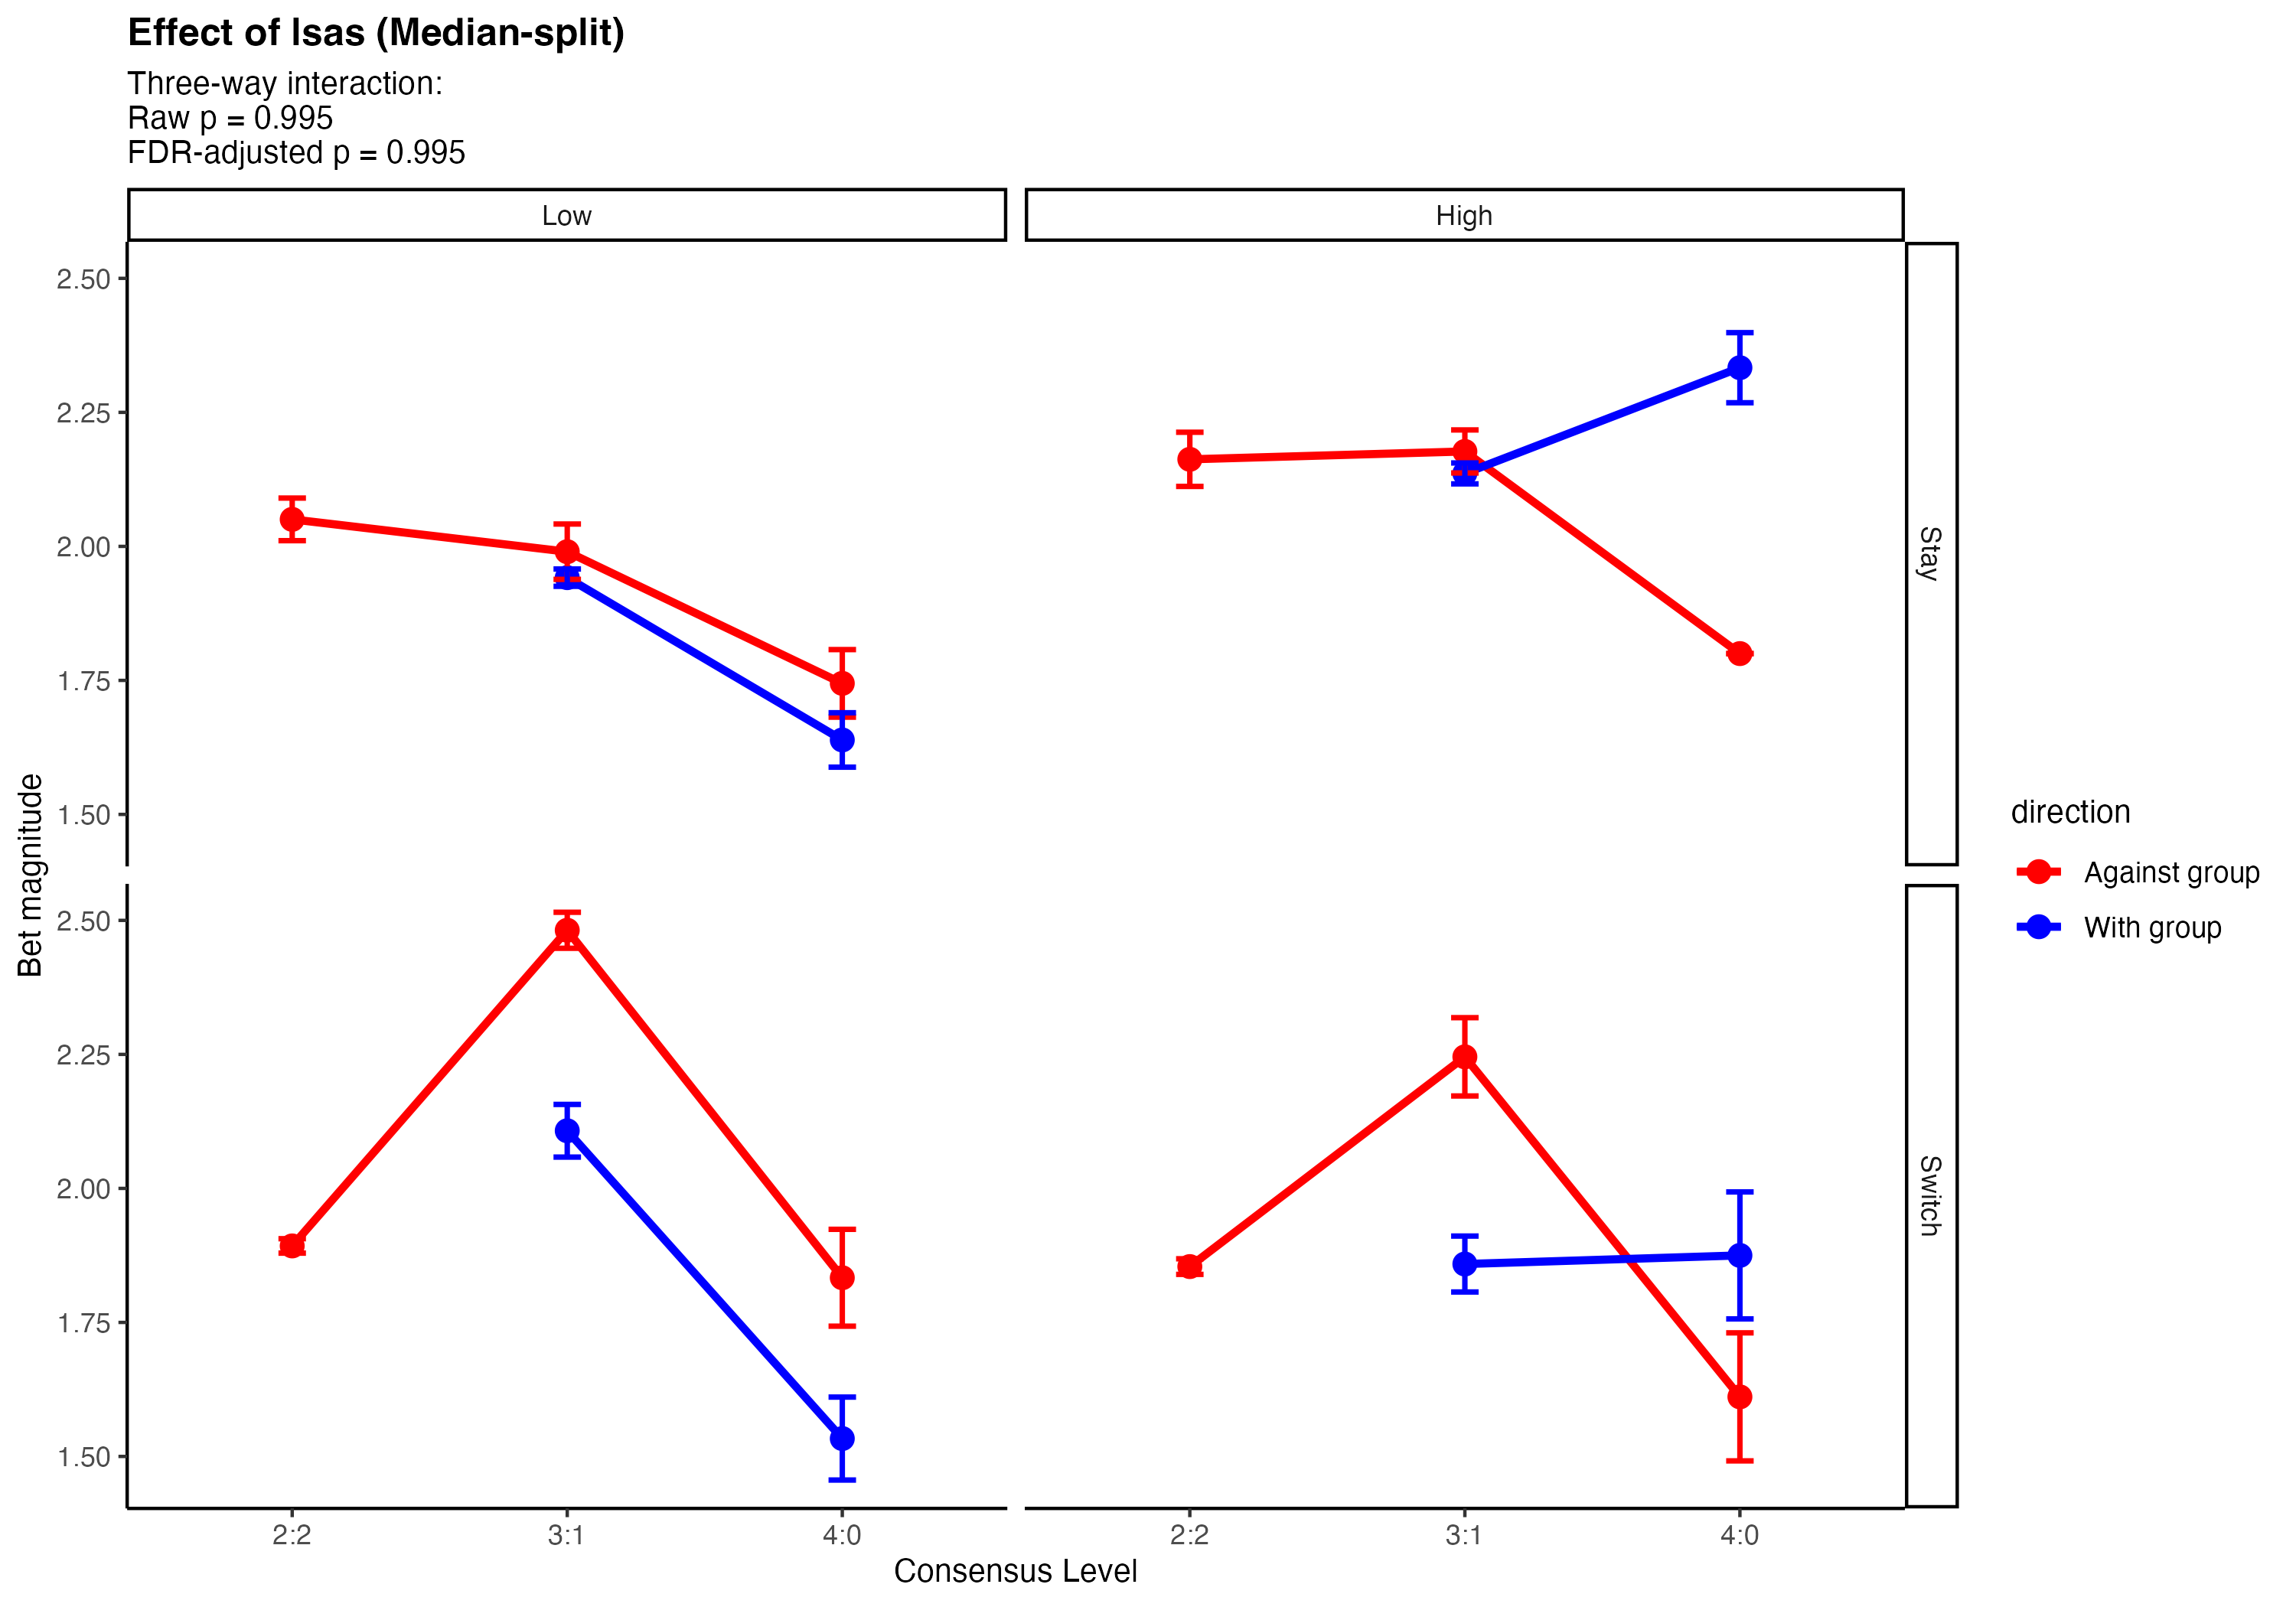 Effect of lsas (Median-split)
Three-way interaction:
Raw p = 0.995
FDR-adjusted p = 0.995
Low
High
2.50
2.25
2.00
1.75
1.50
Stay
2.50
2.25
2.00
1.75
1.50
Switch
Bet magnitude
2:2
3:1
4:0
2:2
3:1
4:0
Consensus Level
direction
Against group
With group